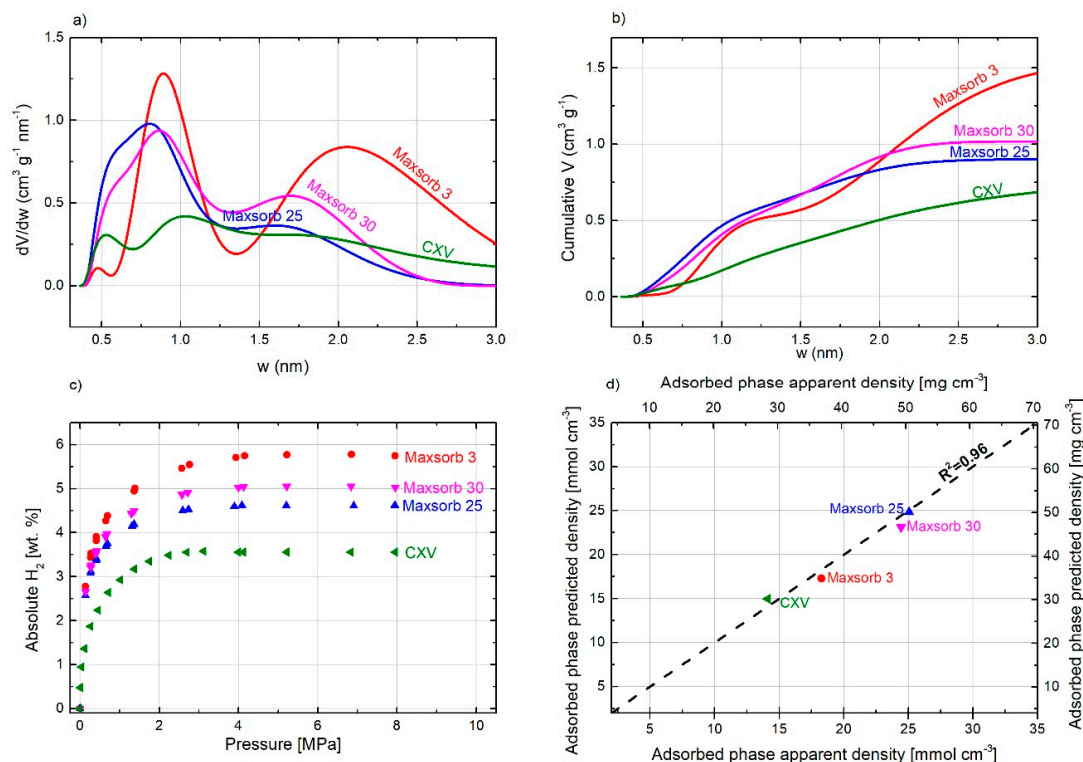 a)
dV/dw (cm³ g⁻¹ nm⁻¹)
1.5
1.0
0.5
0.0
Maxsorb 3
Maxsorb 30
Maxsorb 25
CXV
0.5 1.0 1.5 2.0 2.5 3.0
w (nm)
b)
Cumulative V (cm³ g⁻¹)
1.5
1.0
0.5
0.0
Maxsorb 3
Maxsorb 30
Maxsorb 25
CXV
0.5 1.0 1.5 2.0 2.5 3.0
w (nm)
c)
Absolute H₂ [wt. %]
6
5
4
3
2
1
0
Maxsorb 3
Maxsorb 30
Maxsorb 25
CXV
0 2 4 6 8 10
Pressure [MPa]
d)
Adsorbed phase apparent density [mg cm⁻³]
10 20 30 40 50 60 70
Adsorbed phase predicted density [mmol cm⁻³]
35
30
25
20
15
10
5
R²=0.96
Maxsorb 25
Maxsorb 30
Maxsorb 3
CXV
70
60
50
40
30
20
10
Adsorbed phase predicted density [mg cm⁻³]
5 10 15 20 25 30 35
Adsorbed phase apparent density [mmol cm⁻³]